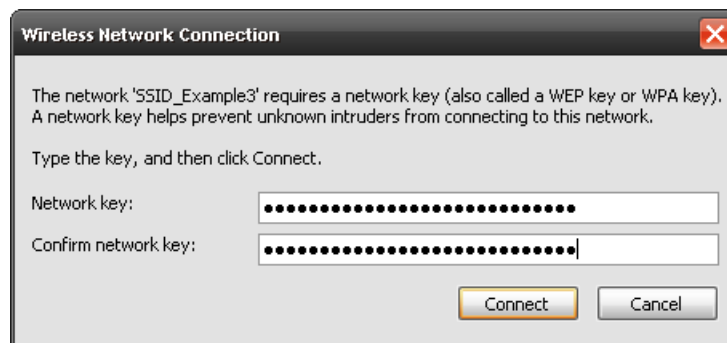 Wireless Network Connection
The network 'SSID_Example3' requires a network key (also called a WEP key or WPA key).
A network key helps prevent unknown intruders from connecting to this network.
Type the key, and then click Connect.
Network key: ••••••••••••••••••••••••••••
Confirm network key: ••••••••••••••••••••••••••••
Connect Cancel